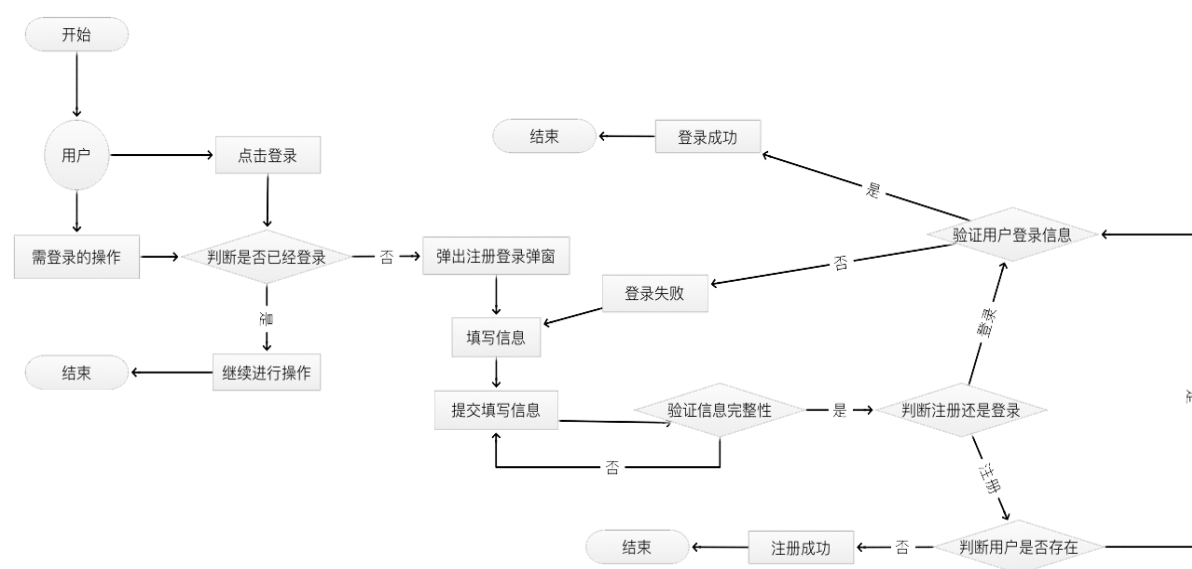 开始
用户
点击登录
需登录的操作
判断是否已经登录
否
是
继续进行操作
结束
弹出注册登录弹窗
填写信息
提交填写信息
验证信息完整性
否
是
判断注册还是登录
登录
验证用户登录信息
是
登录成功
结束
否
登录失败
注册
判断用户是否存在
否
注册成功
结束